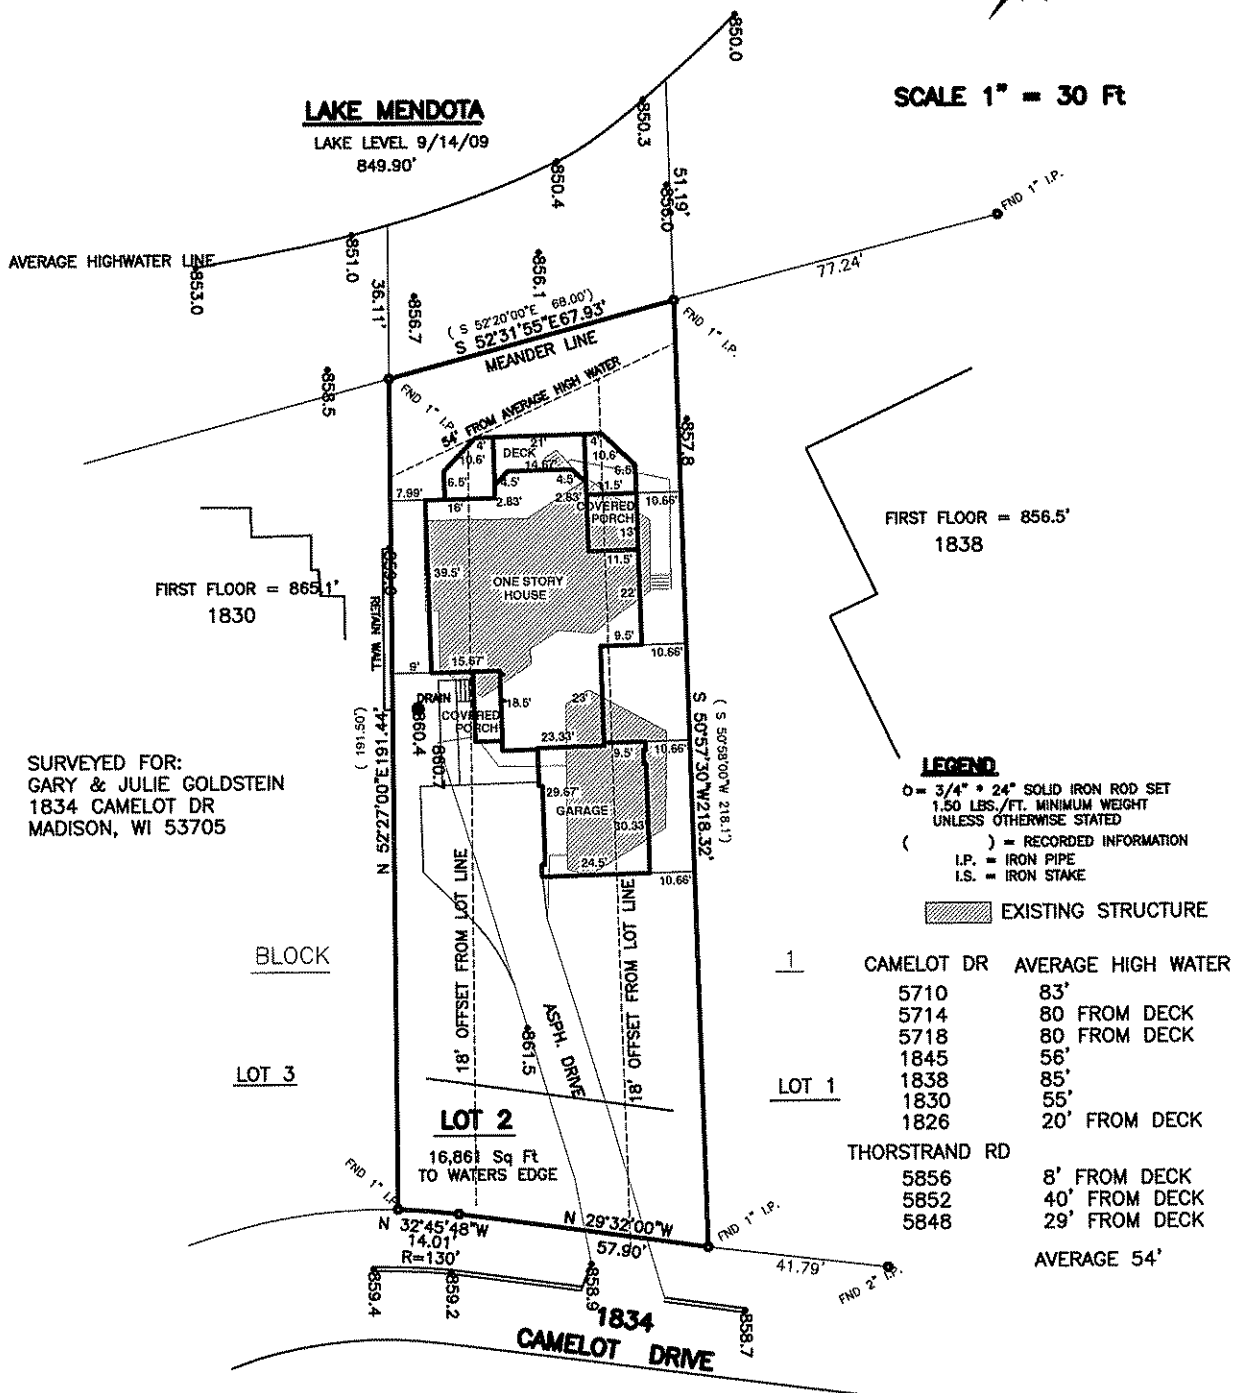 850.0
SCALE 1" = 30 Ft
LAKE MENDOTA
LAKE LEVEL 9/14/09
849.90'
850.3
850.4
51.19'
856.0
FND 1" I.P.
AVERAGE HIGHWATER LINE
853.0
851.0
36.11'
856.7
856.1
77.24'
( S 52°20'00"E 68.00')
S 52°31'55"E67.93'
MEANDER LINE
FND 1" I.P.
858.5
FND 1" I.P.
54' FROM AVERAGE HIGH WATER
857.8
4'
21'
4'
DECK
10.6'
14.67'
10.6'
6.5'
6.5'
4.5'
4.5'
7.99'
16'
2.83'
2.83'
11.5'
10.66'
COVERED
PORCH
13'
FIRST FLOOR = 856.5'
1838
11.5'
39.5'
ONE STORY
HOUSE
22'
FIRST FLOOR = 865.1'
1830
RETAIN WALL
9.5'
10.66'
9'
15.67'
DRAIN
860.4
18.5'
23'
COVERED
PORCH
860.7
23.33'
9.5'
10.66'
N 52°27'00"E191.44'
( 191.50')
S 50°57'30"W218.32'
( S 50°58'00"W 218.1')
SURVEYED FOR:
GARY & JULIE GOLDSTEIN
1834 CAMELOT DR
MADISON, WI 53705
29.67'
GARAGE
30.33
24.5'
10.66'
LEGEND
O= 3/4" * 24" SOLID IRON ROD SET
1.50 LBS./FT. MINIMUM WEIGHT
UNLESS OTHERWISE STATED
( ) = RECORDED INFORMATION
I.P. = IRON PIPE
I.S. = IRON STAKE
EXISTING STRUCTURE
18' OFFSET FROM LOT LINE
18' OFFSET FROM LOT LINE
BLOCK
1
CAMELOT DR AVERAGE HIGH WATER
5710 83'
5714 80 FROM DECK
5718 80 FROM DECK
1845 56'
1838 85'
1830 55'
1826 20' FROM DECK
THORSTRAND RD
5856 8' FROM DECK
5852 40' FROM DECK
5848 29' FROM DECK
AVERAGE 54'
ASPH. DRIVE
861.5
LOT 3
LOT 1
LOT 2
16,861 Sq Ft
TO WATERS EDGE
FND 1" I.P.
N 32°45'48"W
14.01'
R=130'
N 29°32'00"W
57.90'
FND 1" I.P.
41.79'
FND 2" I.P.
859.4
859.2
858.9
858.7
1834
CAMELOT DRIVE